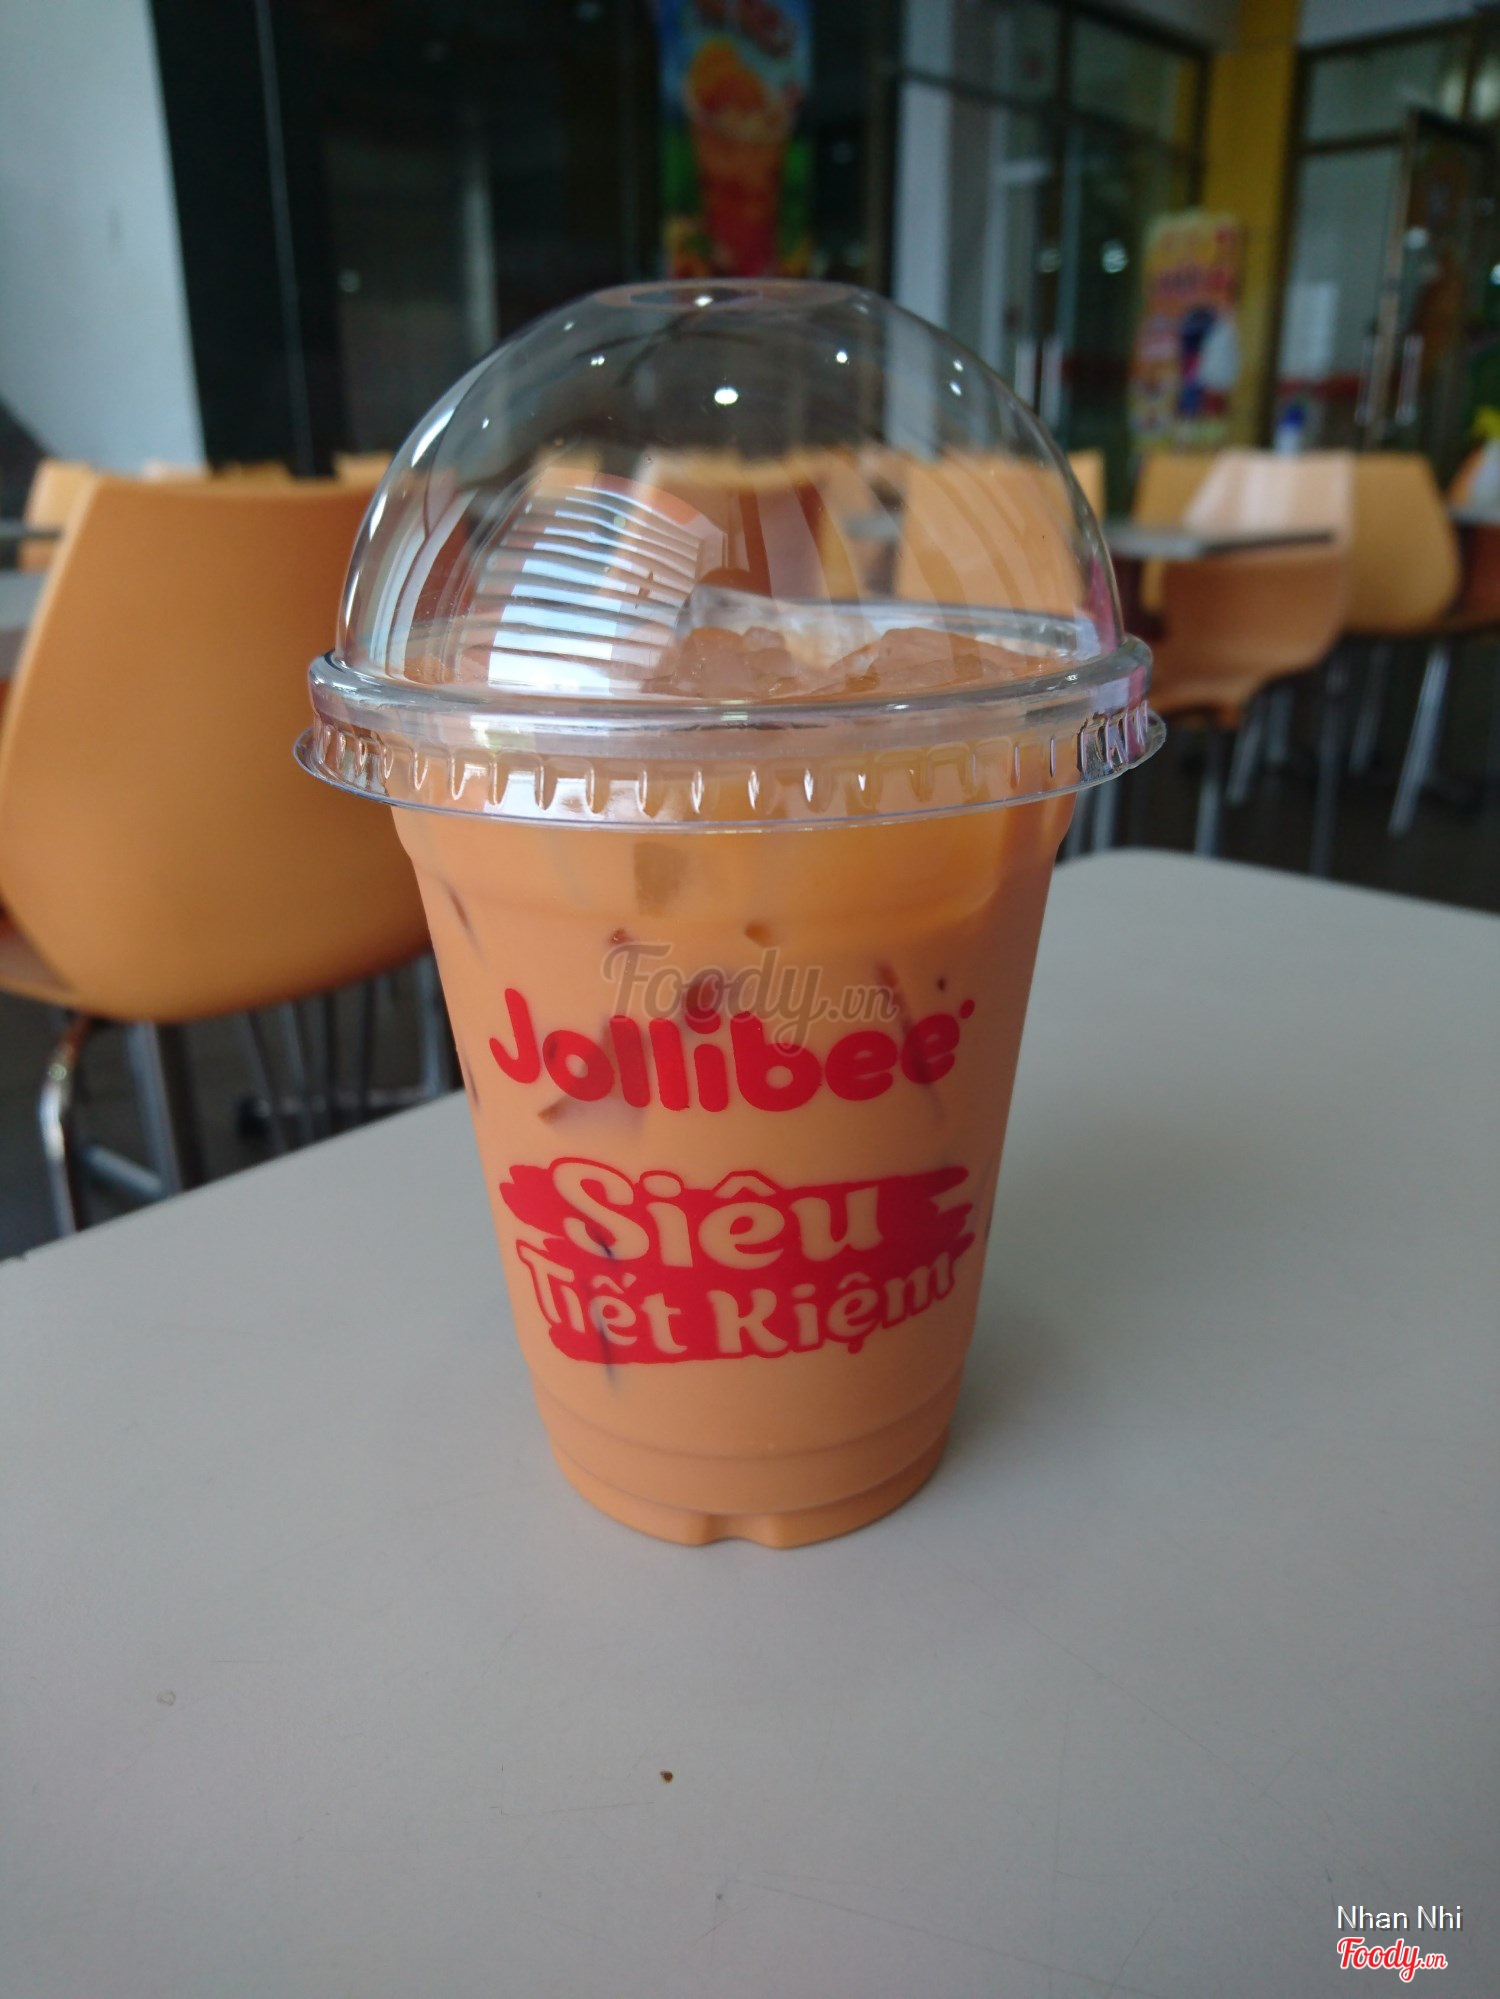 Foody.vn
Jollibee
Siêu
Tiết Kiệm
Nhan Nhi
Foody.vn